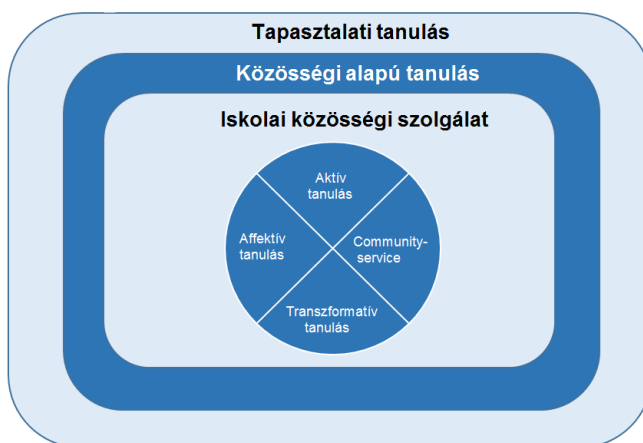 Tapasztalati tanulás
Közösségi alapú tanulás
Iskolai közösségi szolgálat
Aktív
tanulás
Affektív
tanulás
Community-
service
Transzformatív
tanulás